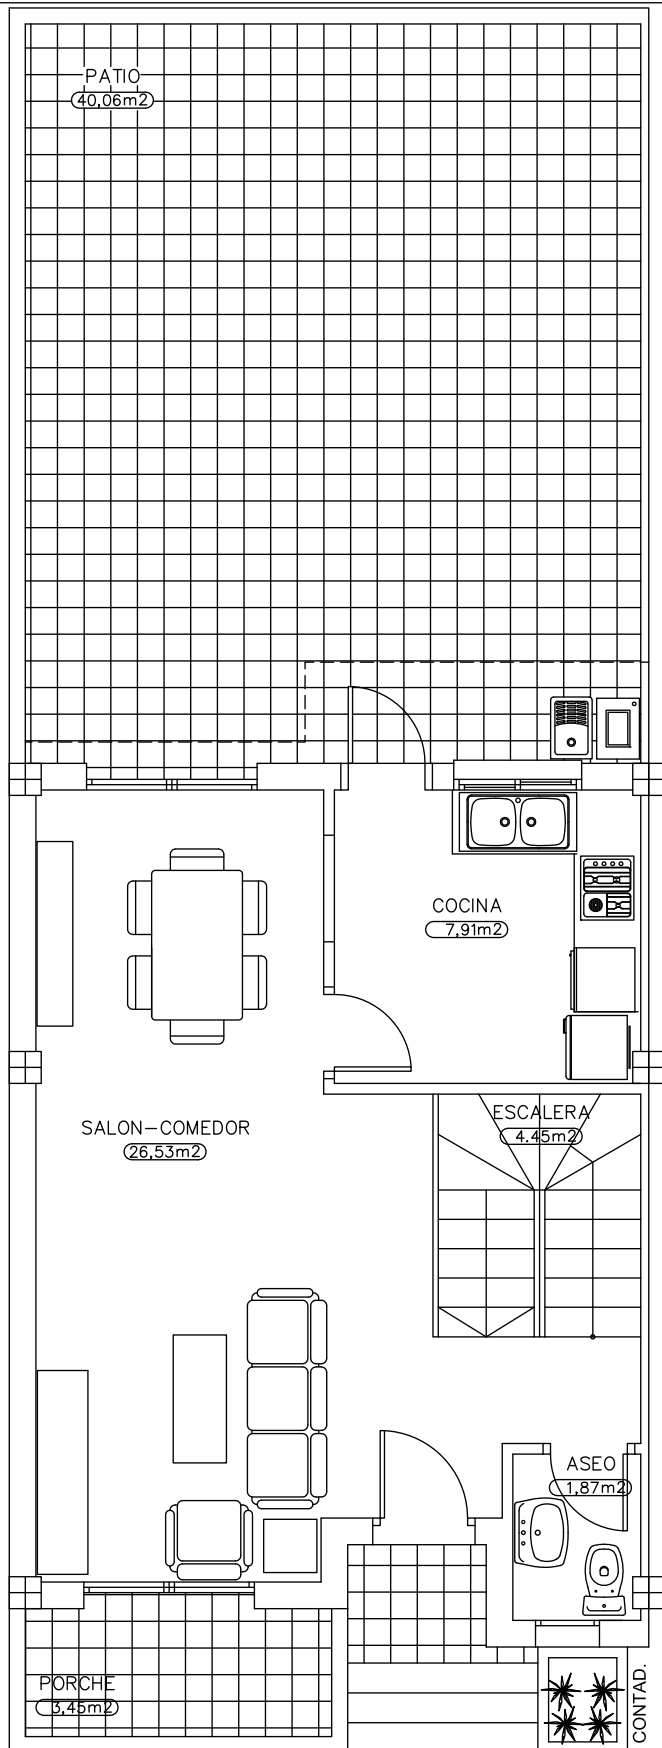 PATIO
40,06m2
COCINA
7,91m2
ESCALERA
4.45m2
SALON-COMEDOR
26,53m2
ASEO
1,87m2
PORCHE
3,45m2
CONTAD.